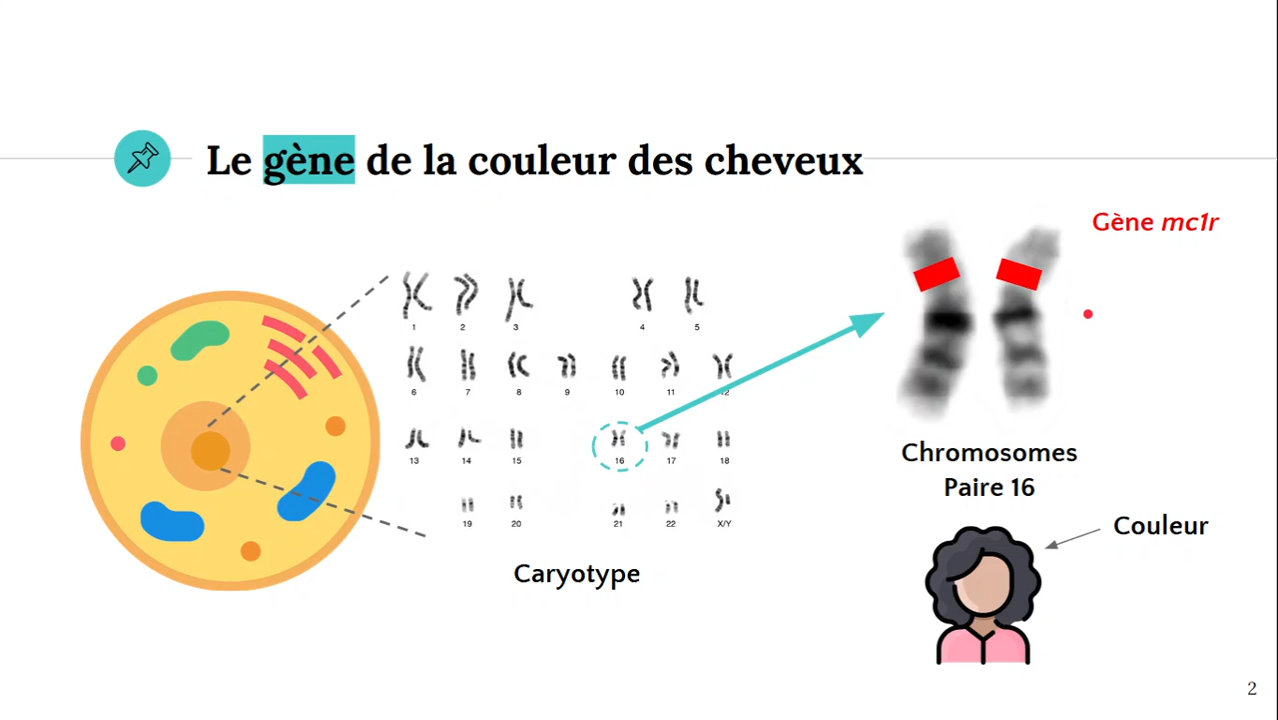 Le gène de la couleur des cheveux
Gène mc1r
1 2 3 4 5
6 7 8 9 10 11 12
13 14 15 16 17 18
19 20 21 22 X/Y
Caryotype
Chromosomes
Paire 16
Couleur
2